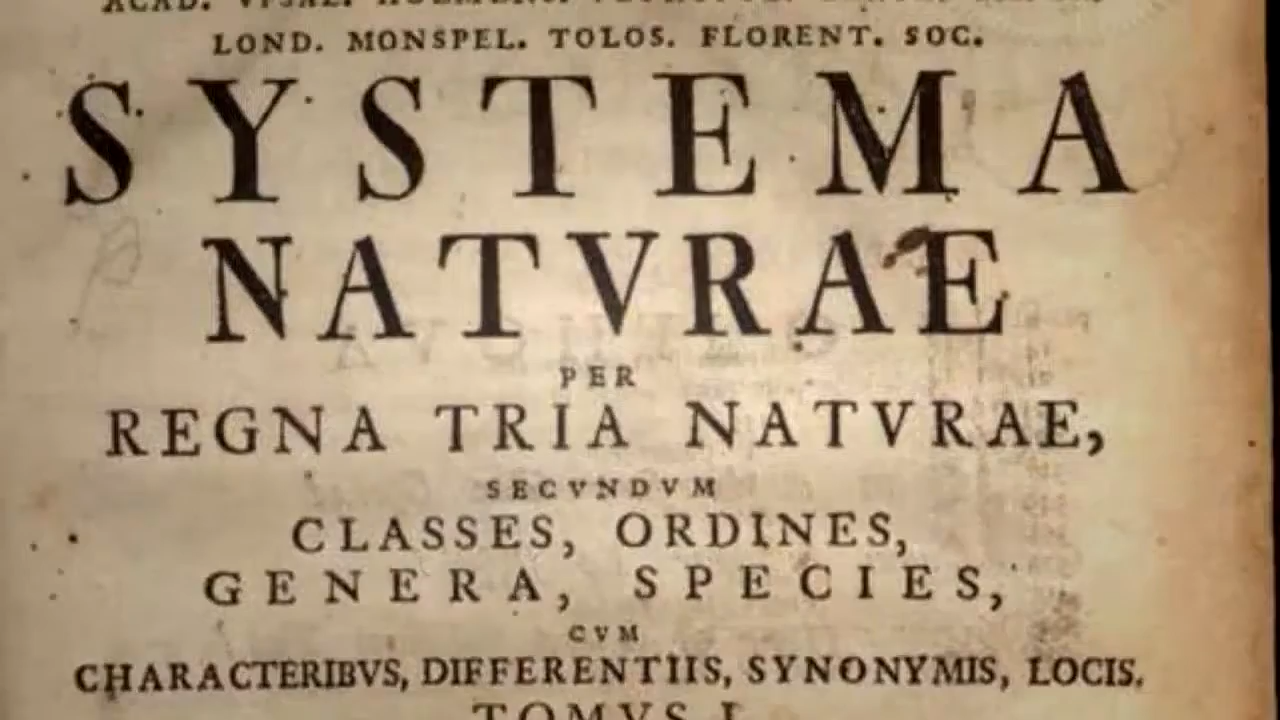 LOND. MONSPEL. TOLOS. FLORENT. SOC.
SYSTEMA
NATVRAE
PER
REGNA TRIA NATVRAE,
SECVNDVM
CLASSES, ORDINES,
GENERA, SPECIES,
CVM
CHARACTERIBVS, DIFFERENTIIS, SYNONYMIS, LOCIS.
TOMVS I.